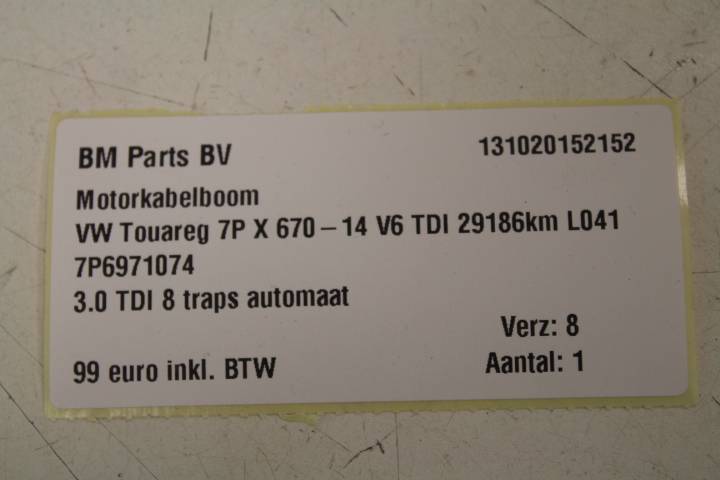 BM Parts BV 131020152152
Motorkabelboom
VW Touareg 7P X 670 – 14 V6 TDI 29186km L041
7P6971074
3.0 TDI 8 traps automaat
Verz: 8
99 euro inkl. BTW Aantal: 1